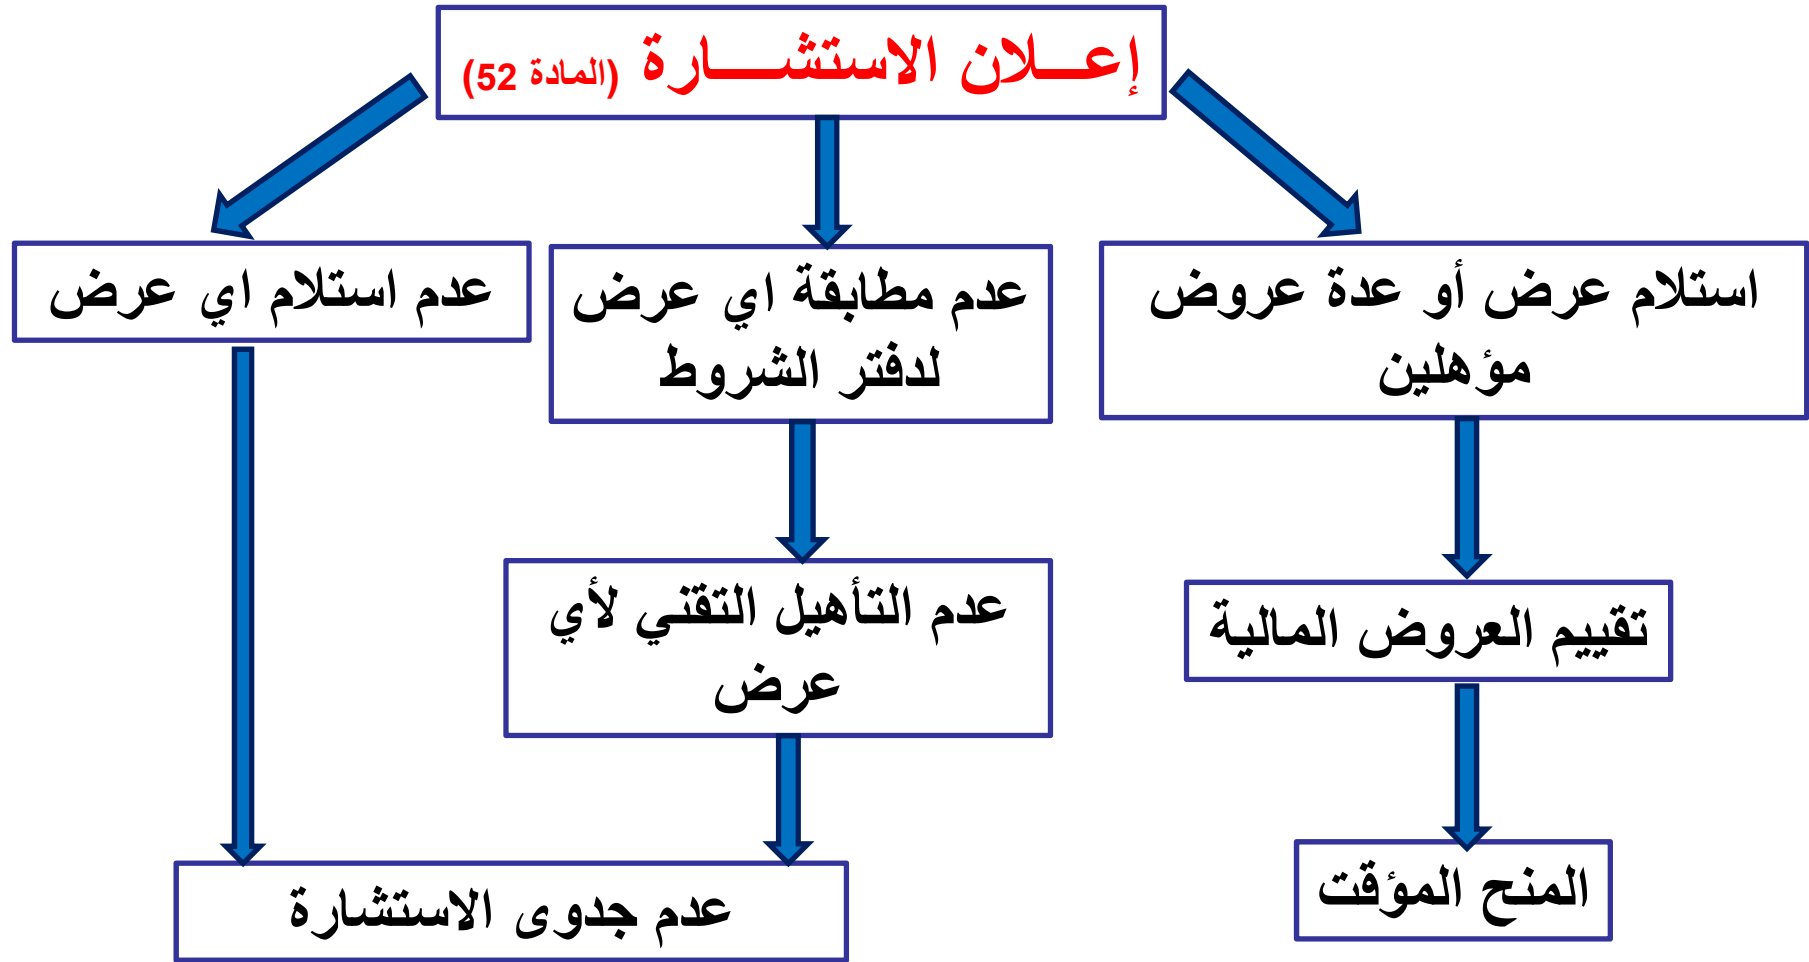 إعـــلان الاستشـــــارة (المادة 52)
استلام عرض أو عدة عروض
مؤهلين
عدم مطابقة اي عرض
لدفتر الشروط
عدم استلام اي عرض
عدم التأهيل التقني لأي
عرض
تقييم العروض المالية
المنح المؤقت
عدم جدوى الاستشارة